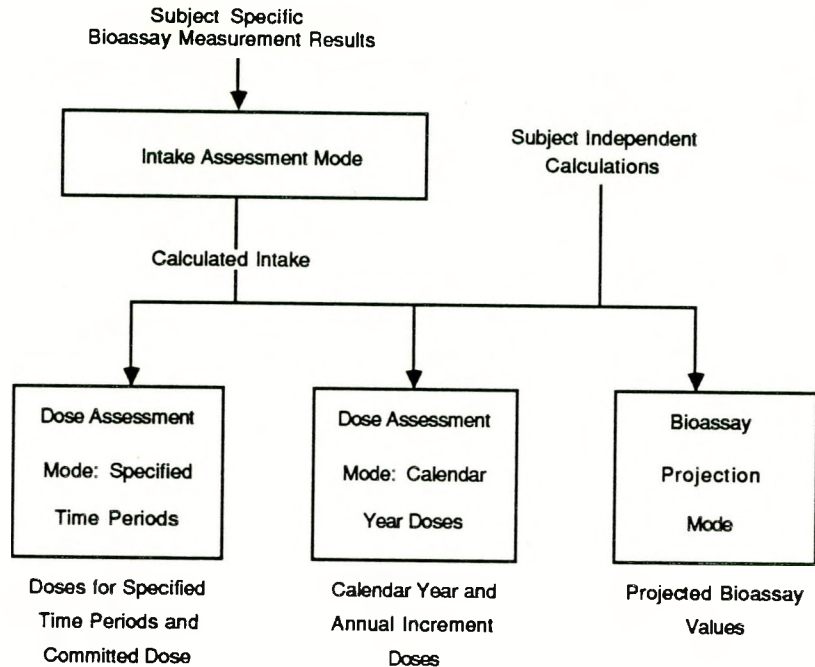 Subject Specific
Bioassay Measurement Results
Intake Assessment Mode
Subject Independent
Calculations
Calculated Intake
Dose Assessment
Mode: Specified
Time Periods
Dose Assessment
Mode: Calendar
Year Doses
Bioassay
Projection
Mode
Doses for Specified
Time Periods and
Committed Dose
Calendar Year and
Annual Increment
Doses
Projected Bioassay
Values